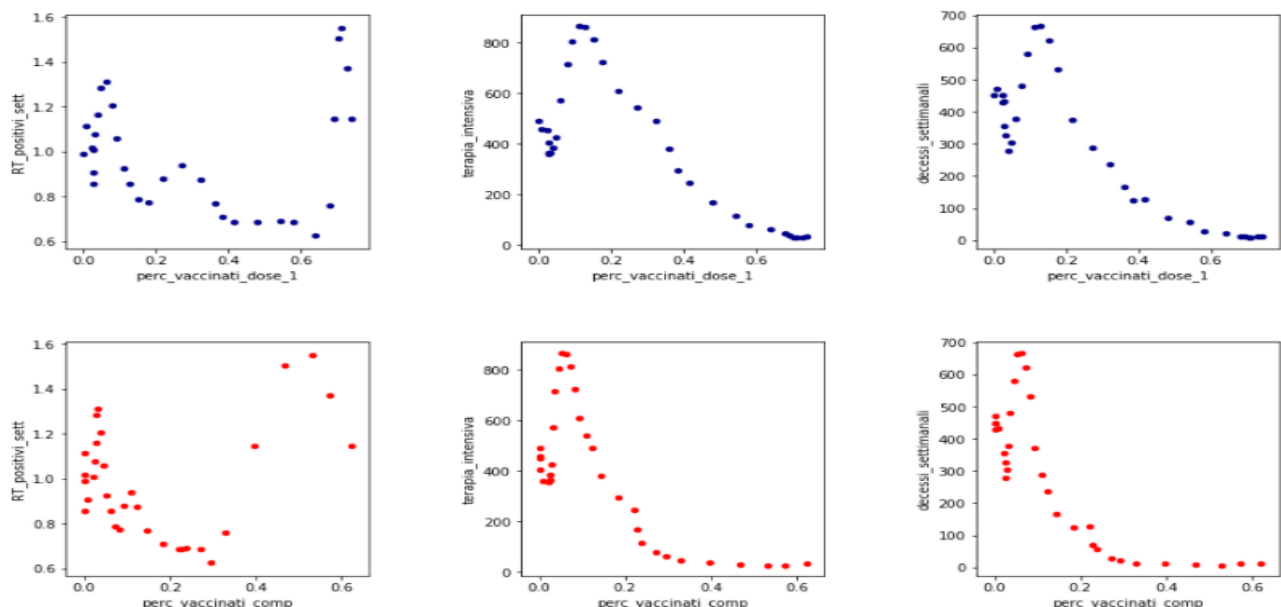 1.6
1.4
1.2
1.0
0.8
0.6
RT_positivi_sett
0.0 0.2 0.4 0.6
perc_vaccinati_dose_1
800
600
400
200
0
terapia_intensiva
0.0 0.2 0.4 0.6
perc_vaccinati_dose_1
700
600
500
400
300
200
100
0
decessi_settimanali
0.0 0.2 0.4 0.6
perc_vaccinati_dose_1
1.6
1.4
1.2
1.0
0.8
0.6
RT_positivi_sett
0.0 0.2 0.4 0.6
perc_vaccinati_comp
800
600
400
200
0
terapia_intensiva
0.0 0.2 0.4 0.6
perc_vaccinati_comp
700
600
500
400
300
200
100
0
decessi_settimanali
0.0 0.2 0.4 0.6
perc_vaccinati_comp